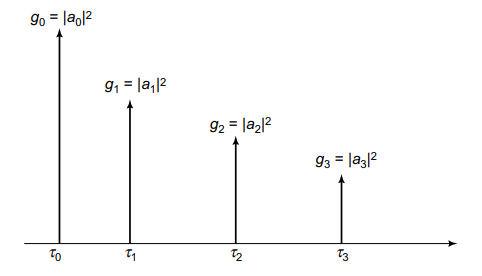 g₀ = |a₀|²
g₁ = |a₁|²
g₂ = |a₂|²
g₃ = |a₃|²
τ₀ τ₁ τ₂ τ₃